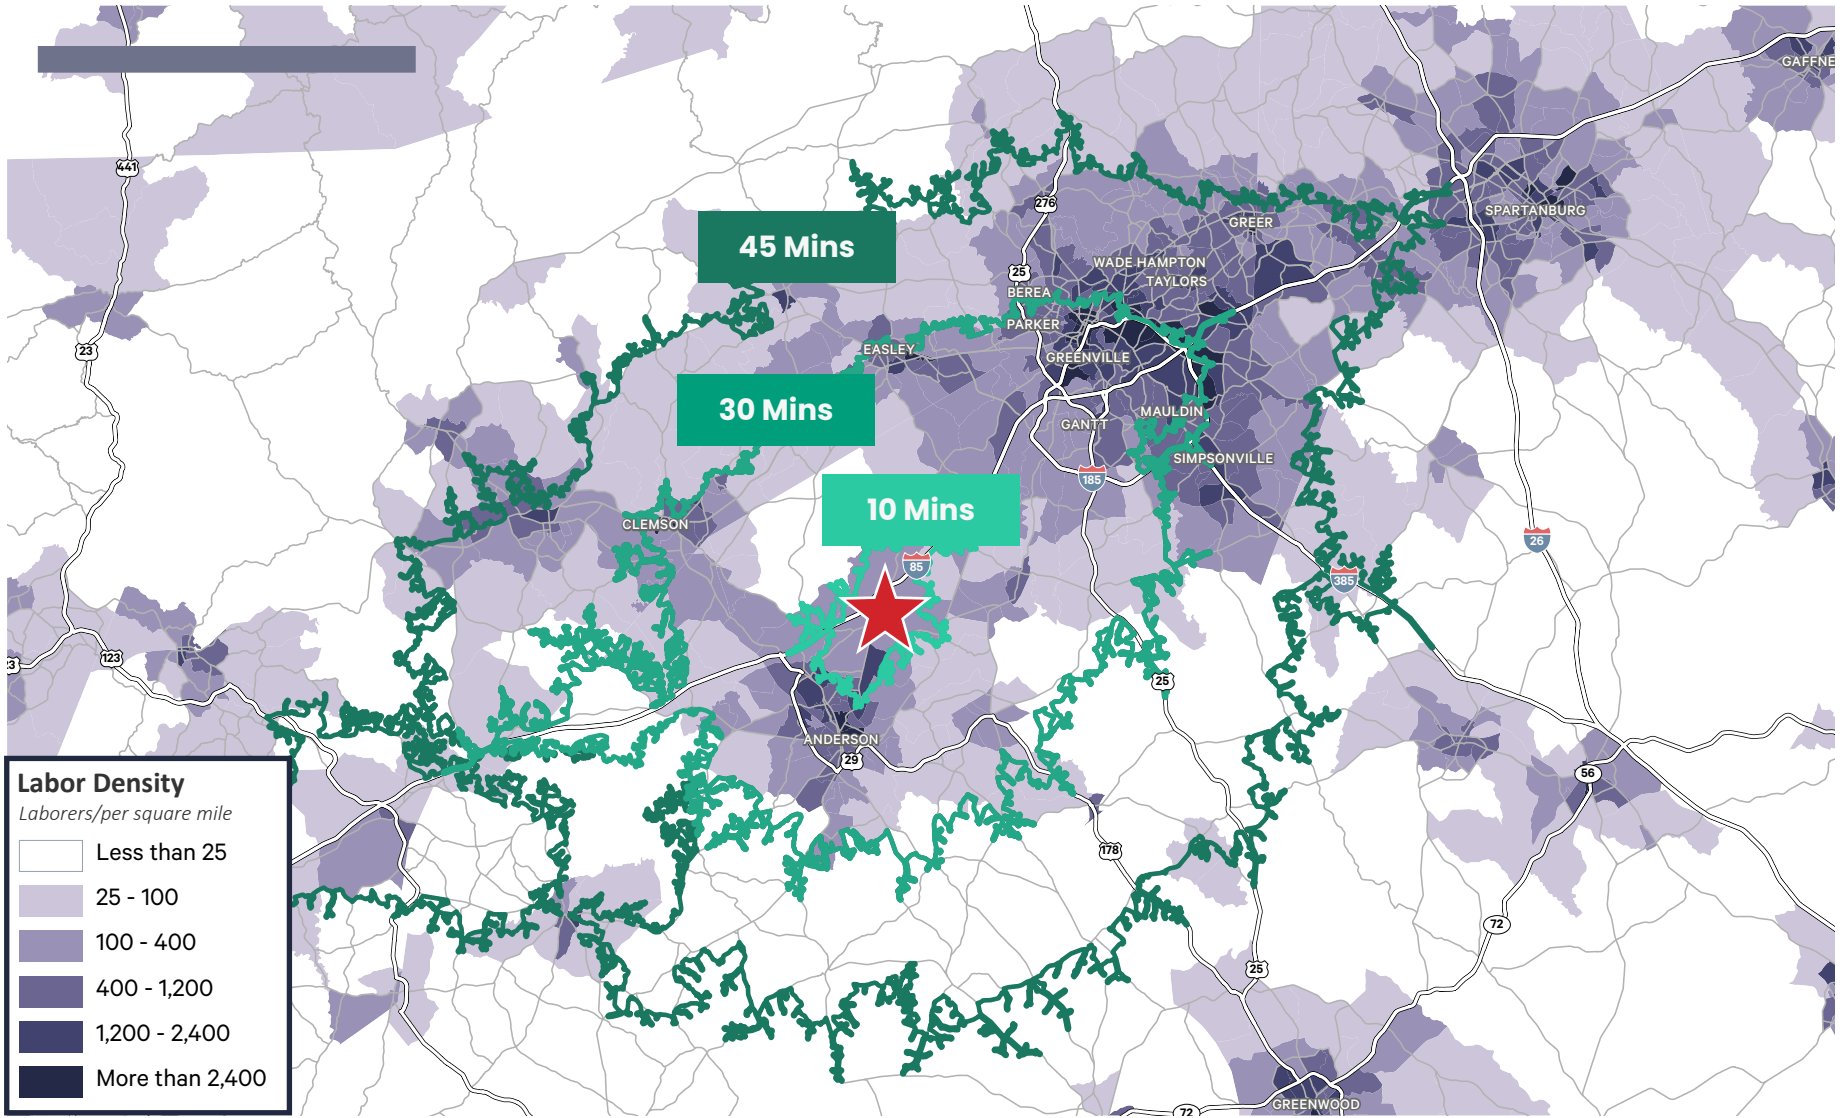 GAFFNE
441
276
SPARTANBURG
GREER
45 Mins
WADE HAMPTON
25
TAYLORS
BEREA
PARKER
23
EASLEY
GREENVILLE
30 Mins
MAULDIN
GANTT
SIMPSONVILLE
185
10 Mins
CLEMSON
26
85
385
123
23
25
ANDERSON
29
56
178
72
25
GREENWOOD
72
Labor Density
Laborers/per square mile
Less than 25
25 - 100
100 - 400
400 - 1,200
1,200 - 2,400
More than 2,400